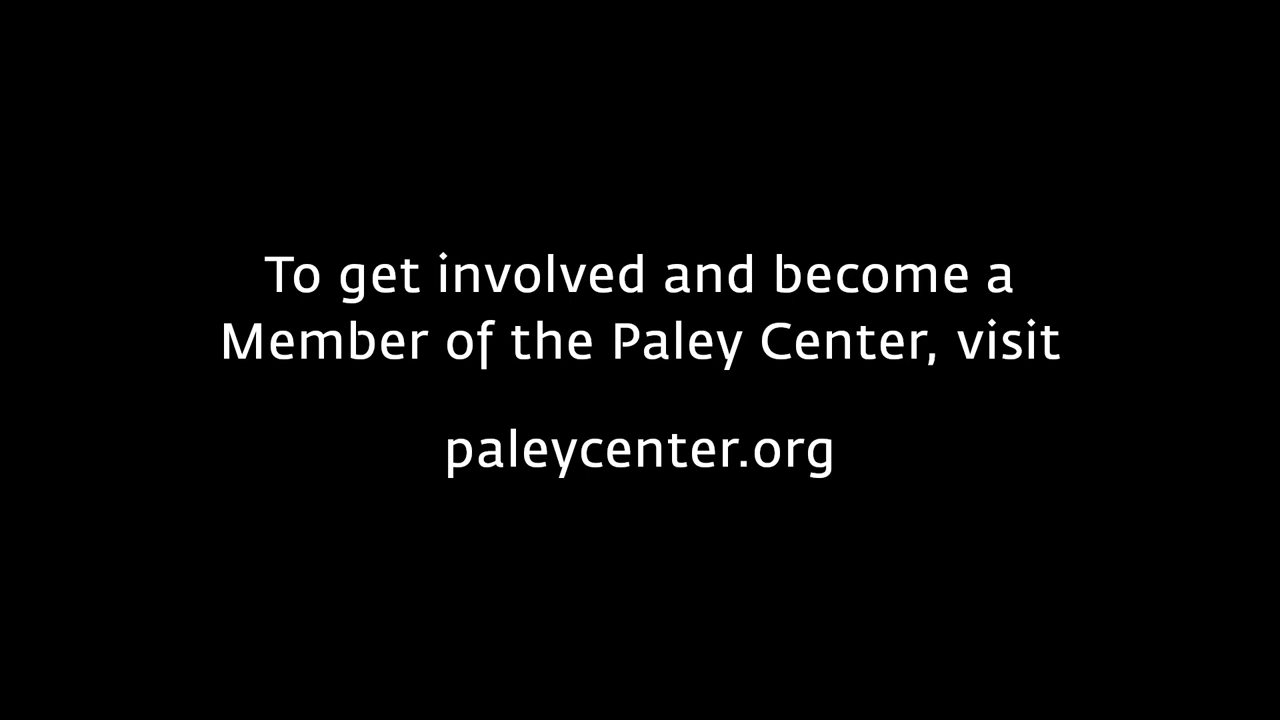 To get involved and become a
Member of the Paley Center, visit
paleycenter.org